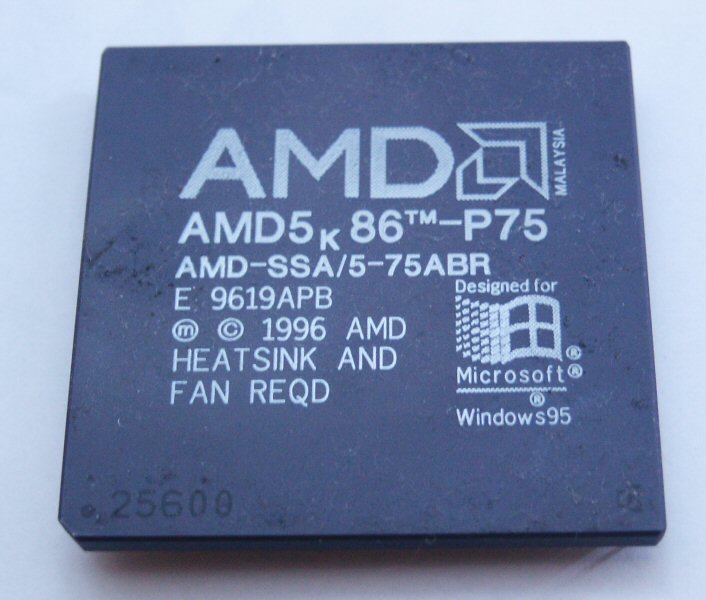 AMD
MALAYSIA
AMD5K86™-P75
AMD-SSA/5-75ABR
E 9619APB
ⓜ © 1996 AMD
HEATSINK AND
FAN REQD
Designed for
Microsoft®
Windows95®
25600